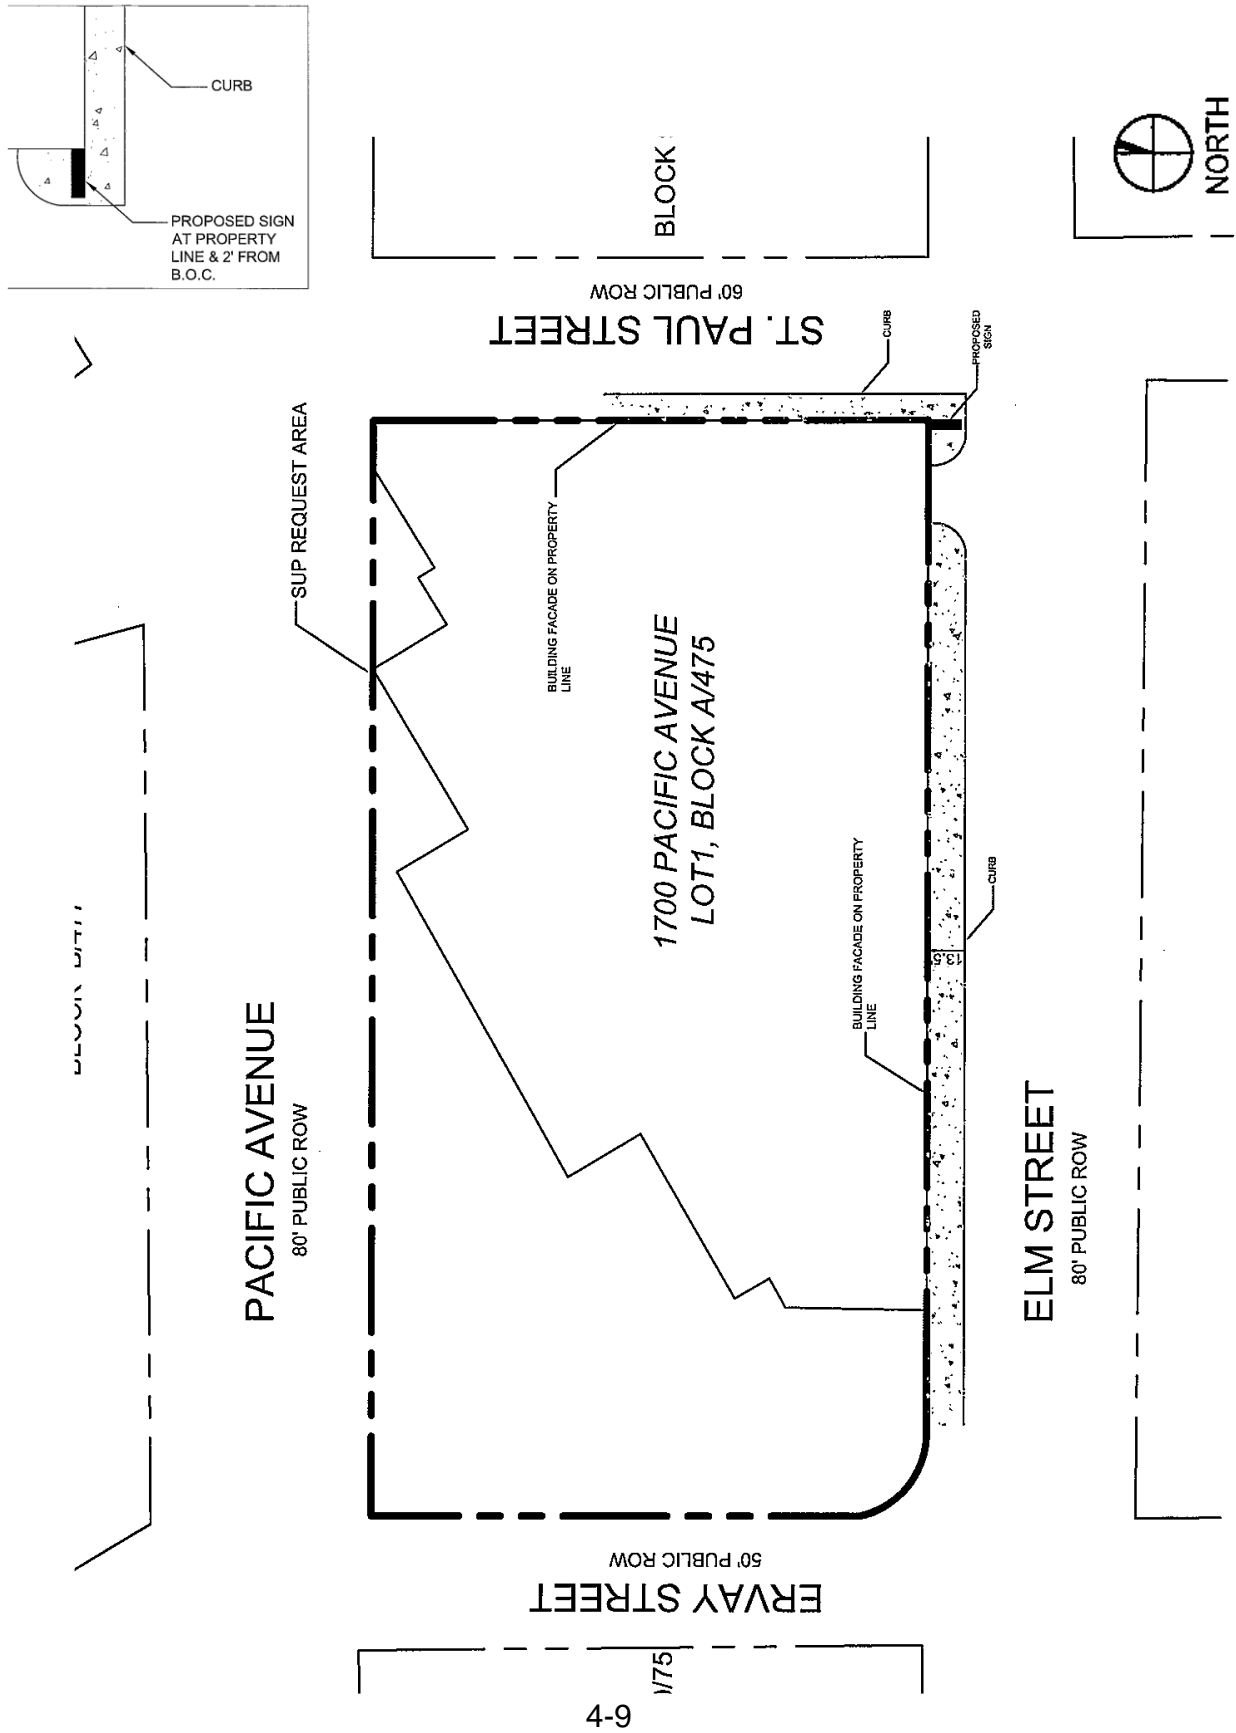 CURB
PROPOSED SIGN
AT PROPERTY
LINE & 2' FROM
B.O.C.
NORTH
BLOCK
60' PUBLIC ROW
ST. PAUL STREET
CURB
PROPOSED
SIGN
SUP REQUEST AREA
BUILDING FACADE ON PROPERTY
LINE
1700 PACIFIC AVENUE
LOT1, BLOCK A/475
BUILDING FACADE ON PROPERTY
LINE
CURB
13.5'
PACIFIC AVENUE
80' PUBLIC ROW
ELM STREET
80' PUBLIC ROW
50' PUBLIC ROW
ERVAY STREET
/75
4-9